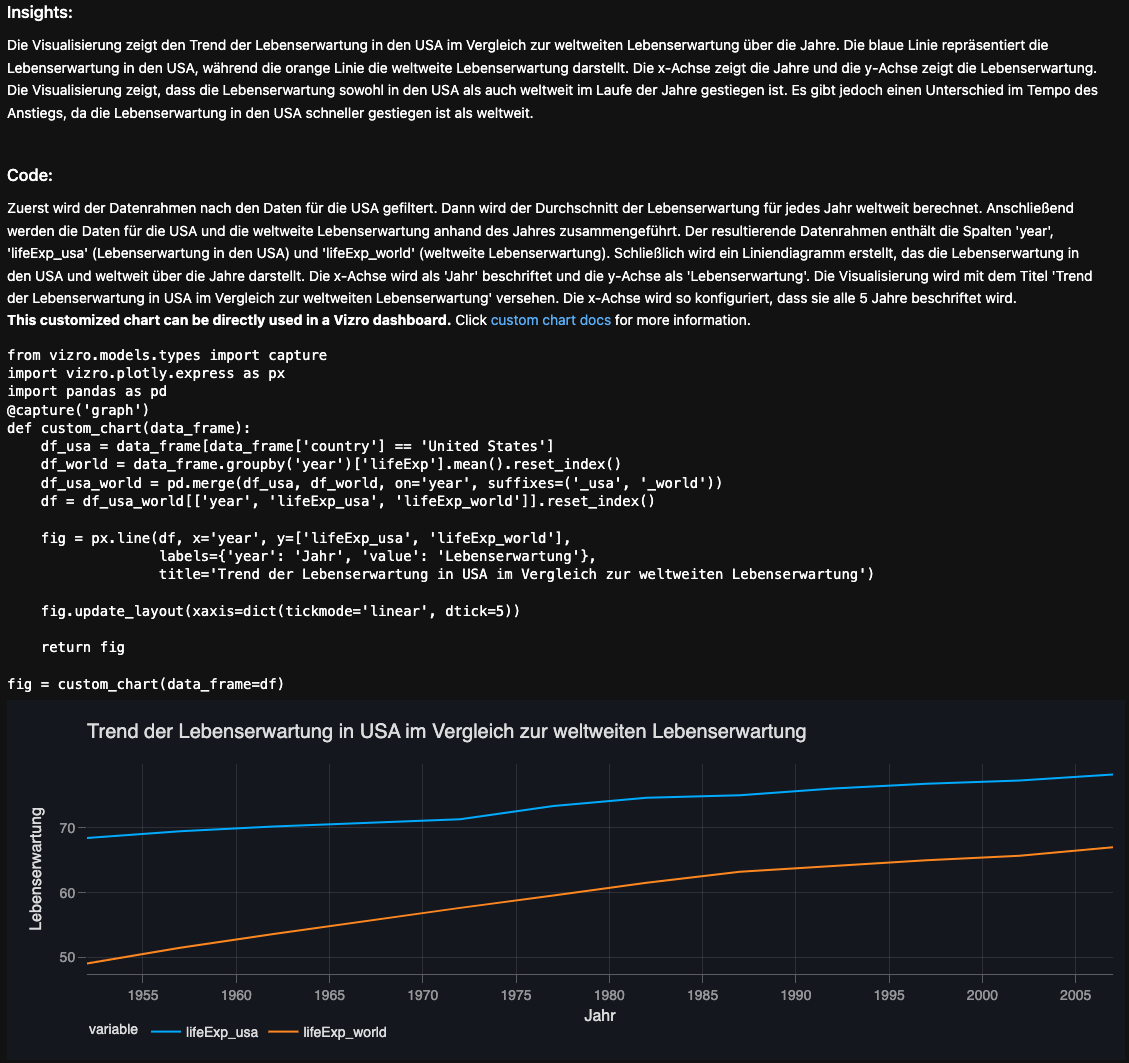 Insights:
Die Visualisierung zeigt den Trend der Lebenserwartung in den USA im Vergleich zur weltweiten Lebenserwartung über die Jahre. Die blaue Linie repräsentiert die
Lebenserwartung in den USA, während die orange Linie die weltweite Lebenserwartung darstellt. Die x-Achse zeigt die Jahre und die y-Achse zeigt die Lebenserwartung.
Die Visualisierung zeigt, dass die Lebenserwartung sowohl in den USA als auch weltweit im Laufe der Jahre gestiegen ist. Es gibt jedoch einen Unterschied im Tempo des
Anstiegs, da die Lebenserwartung in den USA schneller gestiegen ist als weltweit.
Code:
Zuerst wird der Datenrahmen nach den Daten für die USA gefiltert. Dann wird der Durchschnitt der Lebenserwartung für jedes Jahr weltweit berechnet. Anschließend
werden die Daten für die USA und die weltweite Lebenserwartung anhand des Jahres zusammengeführt. Der resultierende Datenrahmen enthält die Spalten 'year',
'lifeExp_usa' (Lebenserwartung in den USA) und 'lifeExp_world' (weltweite Lebenserwartung). Schließlich wird ein Liniendiagramm erstellt, das die Lebenserwartung in
den USA und weltweit über die Jahre darstellt. Die x-Achse wird als 'Jahr' beschriftet und die y-Achse als 'Lebenserwartung'. Die Visualisierung wird mit dem Titel 'Trend
der Lebenserwartung in USA im Vergleich zur weltweiten Lebenserwartung' versehen. Die x-Achse wird so konfiguriert, dass sie alle 5 Jahre beschriftet wird.
This customized chart can be directly used in a Vizro dashboard. Click custom chart docs for more information.
from vizro.models.types import capture
import vizro.plotly.express as px
import pandas as pd
@capture('graph')
def custom_chart(data_frame):
    df_usa = data_frame[data_frame['country'] == 'United States']
    df_world = data_frame.groupby('year')['lifeExp'].mean().reset_index()
    df_usa_world = pd.merge(df_usa, df_world, on='year', suffixes=('_usa', '_world'))
    df = df_usa_world[['year', 'lifeExp_usa', 'lifeExp_world']].reset_index()
    fig = px.line(df, x='year', y=['lifeExp_usa', 'lifeExp_world'],
                  labels={'year': 'Jahr', 'value': 'Lebenserwartung'},
                  title='Trend der Lebenserwartung in USA im Vergleich zur weltweiten Lebenserwartung')
    fig.update_layout(xaxis=dict(tickmode='linear', dtick=5))
    return fig
fig = custom_chart(data_frame=df)
Trend der Lebenserwartung in USA im Vergleich zur weltweiten Lebenserwartung
Lebenserwartung
70
60
50
1955 1960 1965 1970 1975 1980 1985 1990 1995 2000 2005
Jahr
variable lifeExp_usa lifeExp_world